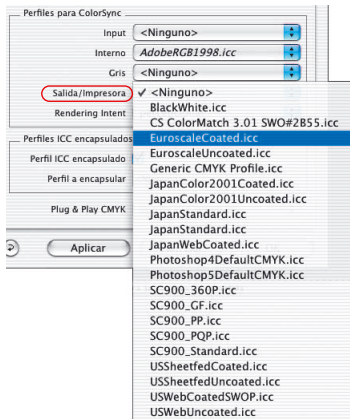 Perfiles para ColorSync
Input <Ninguno>
Interno AdobeRGB1998.icc
Gris <Ninguno>
Salida/Impresora ✓ <Ninguno>
Rendering Intent BlackWhite.icc
CS ColorMatch 3.01 SWO#2B55.icc
Perfiles ICC encapsulados EuroscaleCoated.icc
EuroscaleUncoated.icc
Perfil ICC encapsulado Generic CMYK Profile.icc
Perfil a encapsular JapanColor2001Coated.icc
JapanColor2001Uncoated.icc
Plug & Play CMYK JapanStandard.icc
JapanStandard.icc
Aplicar JapanWebCoated.icc
Photoshop4DefaultCMYK.icc
Photoshop5DefaultCMYK.icc
SC900_360P.icc
SC900_GF.icc
SC900_PP.icc
SC900_PQP.icc
SC900_Standard.icc
USSheetfedCoated.icc
USSheetfedUncoated.icc
USWebCoatedSWOP.icc
USWebUncoated.icc